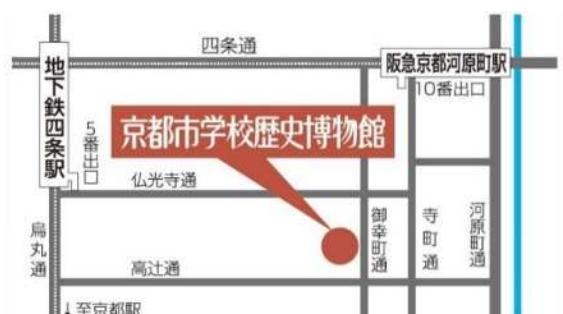 四条通
地下鉄四条駅
阪急京都河原町駅
10番出口
5番出口
京都市学校歴史博物館
仏光寺通
御幸町通
寺町通
河原町通
烏丸通
高辻通
↓至京都駅